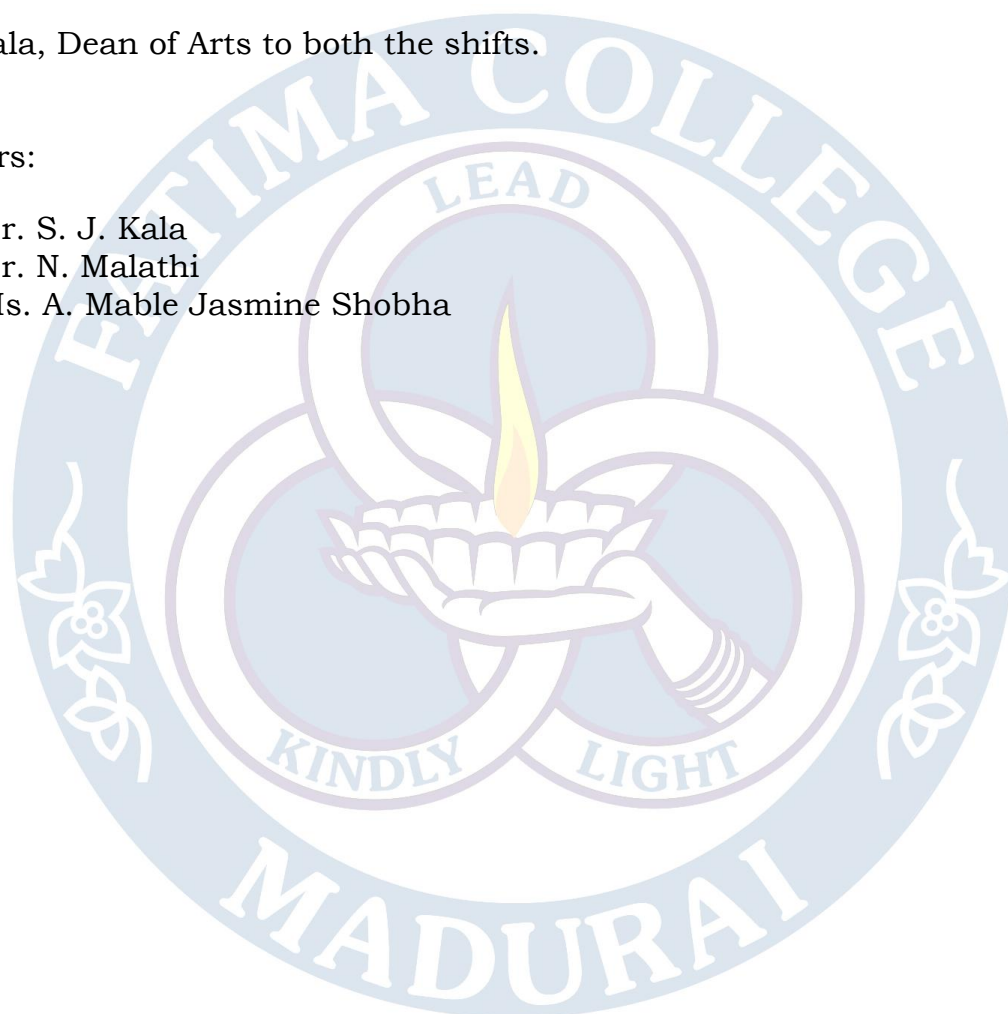 ala, Dean of Arts to both the shifts.
rs:
r. S. J. Kala
r. N. Malathi
s. A. Mable Jasmine Shobha
FATIMA COLLEGE
LEAD
KINDLY LIGHT
MADURAI